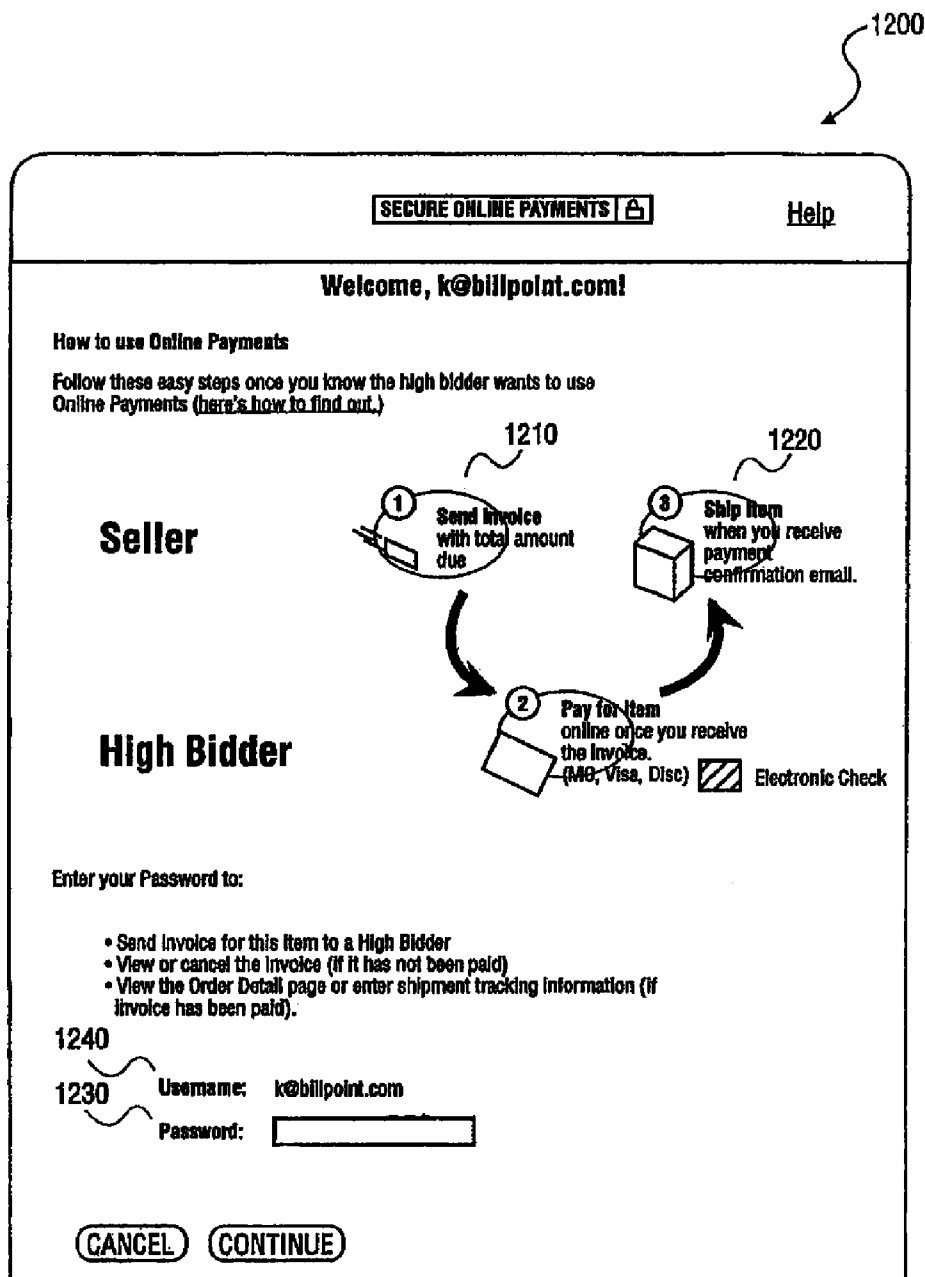 1200
SECURE ONLINE PAYMENTS
Help
Welcome, k@billpoint.com!
How to use Online Payments
Follow these easy steps once you know the high bidder wants to use
Online Payments (here's how to find out.)
1210
1220
Seller
1
Send Invoice
with total amount
due
3
Ship Item
when you receive
payment
confirmation email.
High Bidder
2
Pay for Item
online once you receive
the Invoice.
(MC, Visa, Disc)
Electronic Check
Enter your Password to:
• Send Invoice for this Item to a High Bidder
• View or cancel the Invoice (if it has not been paid)
• View the Order Detail page or enter shipment tracking information (if
invoice has been paid).
1240
Username: k@billpoint.com
1230
Password:
CANCEL CONTINUE